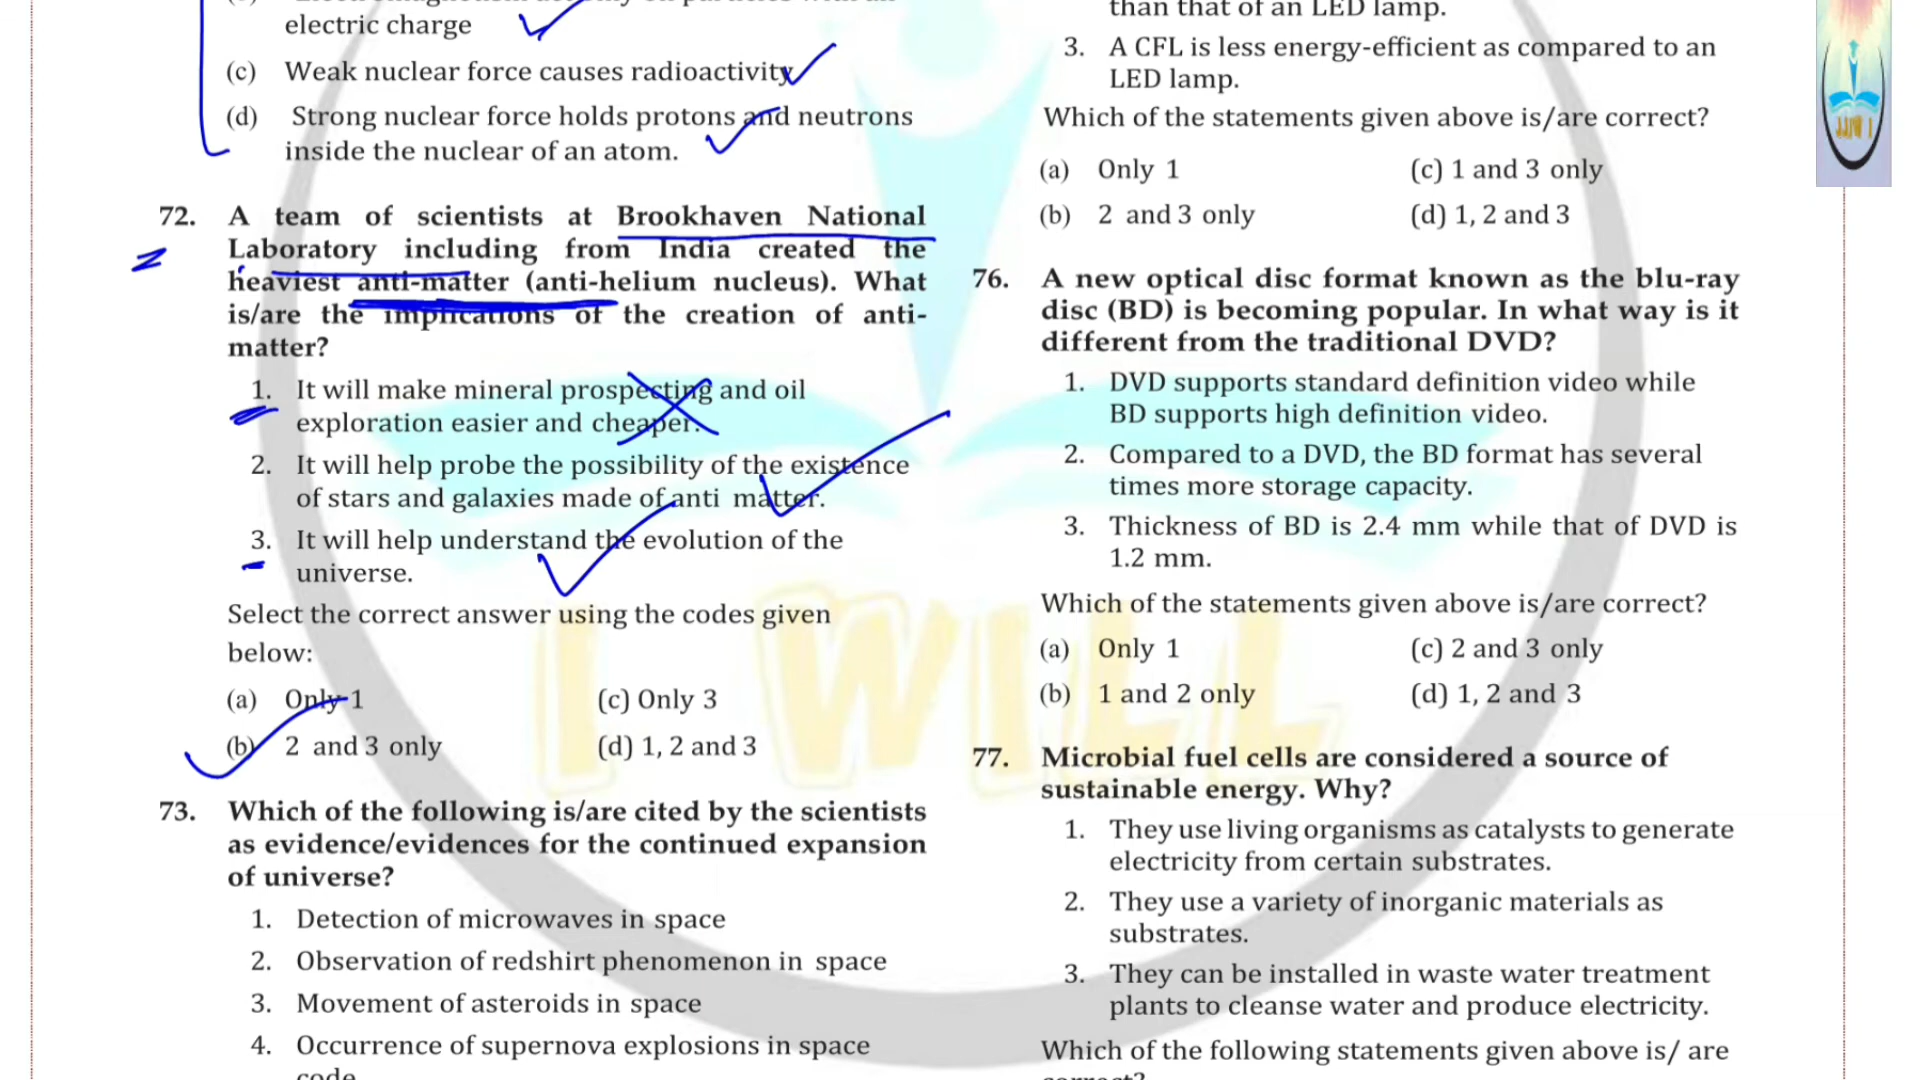 electric charge
(c) Weak nuclear force causes radioactivity
(d) Strong nuclear force holds protons and neutrons
inside the nuclear of an atom.
72. A team of scientists at Brookhaven National
Laboratory including from India created the
heaviest anti-matter (anti-helium nucleus). What
is/are the implications of the creation of anti-
matter?
1. It will make mineral prospecting and oil
exploration easier and cheaper.
2. It will help probe the possibility of the existence
of stars and galaxies made of anti matter.
3. It will help understand the evolution of the
universe.
Select the correct answer using the codes given
below:
(a) Only 1 (c) Only 3
(b) 2 and 3 only (d) 1, 2 and 3
73. Which of the following is/are cited by the scientists
as evidence/evidences for the continued expansion
of universe?
1. Detection of microwaves in space
2. Observation of redshirt phenomenon in space
3. Movement of asteroids in space
4. Occurrence of supernova explosions in space
code
than that of an LED lamp.
3. A CFL is less energy-efficient as compared to an
LED lamp.
Which of the statements given above is/are correct?
(a) Only 1 (c) 1 and 3 only
(b) 2 and 3 only (d) 1, 2 and 3
76. A new optical disc format known as the blu-ray
disc (BD) is becoming popular. In what way is it
different from the traditional DVD?
1. DVD supports standard definition video while
BD supports high definition video.
2. Compared to a DVD, the BD format has several
times more storage capacity.
3. Thickness of BD is 2.4 mm while that of DVD is
1.2 mm.
Which of the statements given above is/are correct?
(a) Only 1 (c) 2 and 3 only
(b) 1 and 2 only (d) 1, 2 and 3
77. Microbial fuel cells are considered a source of
sustainable energy. Why?
1. They use living organisms as catalysts to generate
electricity from certain substrates.
2. They use a variety of inorganic materials as
substrates.
3. They can be installed in waste water treatment
plants to cleanse water and produce electricity.
Which of the following statements given above is/ are
correct?
I WILL